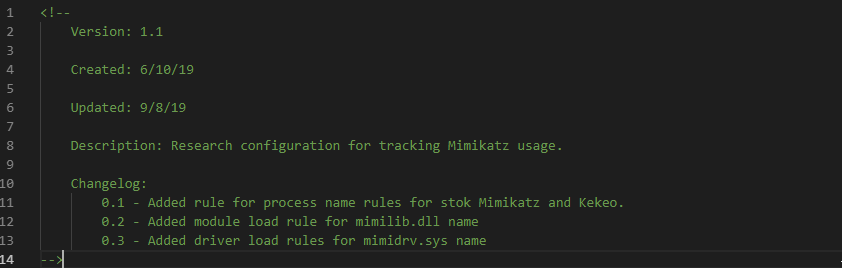 1 <!--
2 Version: 1.1
3
4 Created: 6/10/19
5
6 Updated: 9/8/19
7
8 Description: Research configuration for tracking Mimikatz usage.
9
10 Changelog:
11 0.1 - Added rule for process name rules for stok Mimikatz and Kekeo.
12 0.2 - Added module load rule for mimilib.dll name
13 0.3 - Added driver load rules for mimidrv.sys name
14 -->